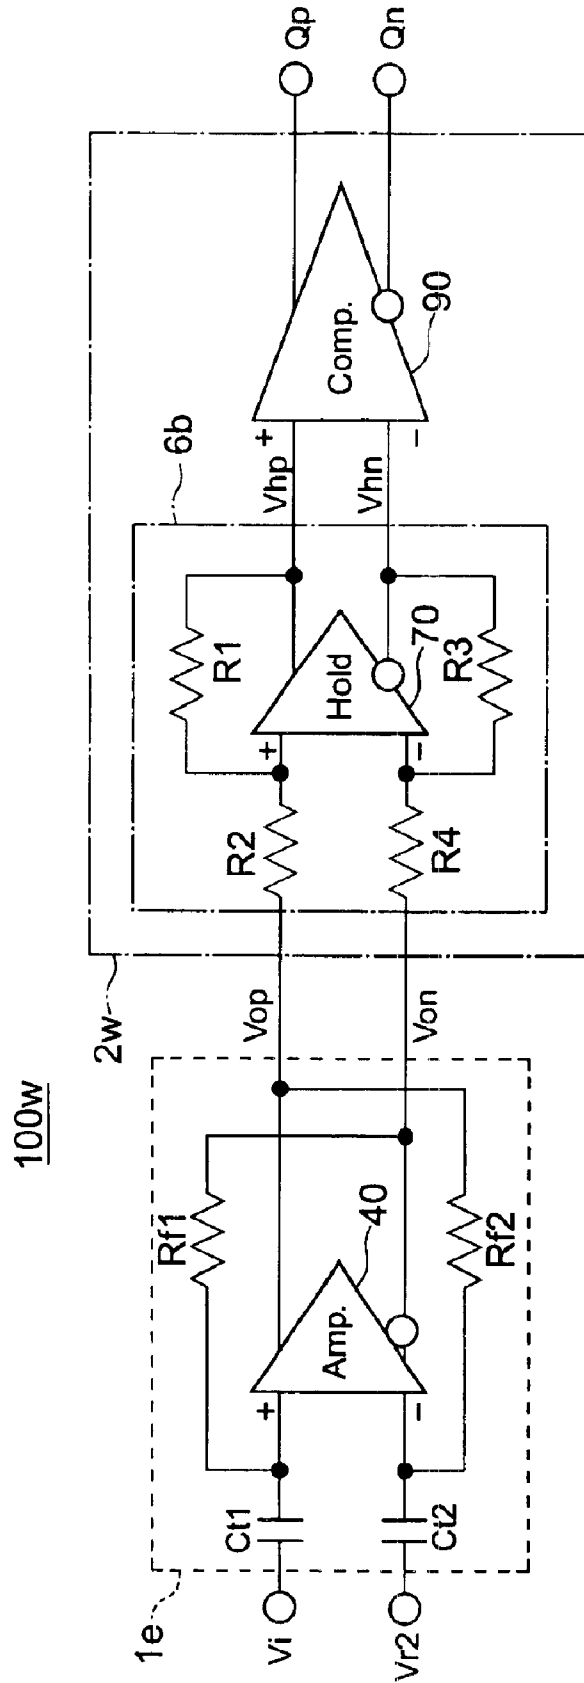 100w
1e
2w
6b
Vi
Vr2
Ct1
Ct2
Rf1
Rf2
+
−
Amp.
40
Vop
Von
R2
R4
R1
R3
+
−
Hold
70
Vhp
Vhn
+
−
Comp.
90
Qp
Qn